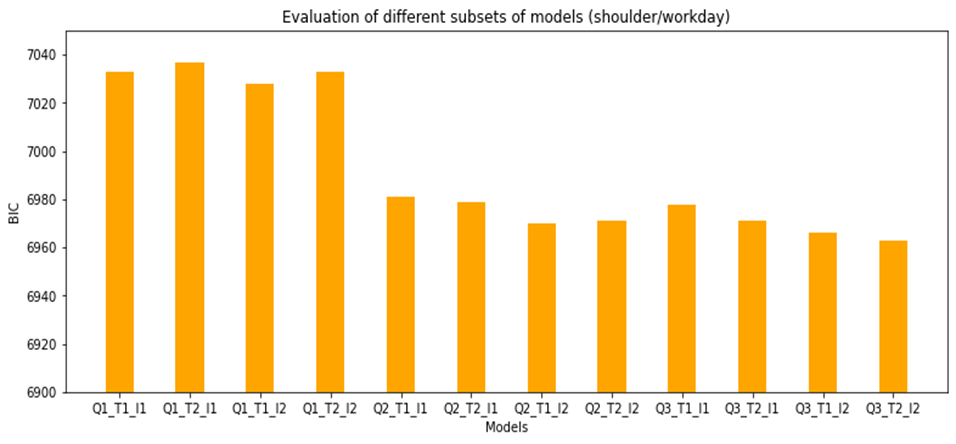 Evaluation of different subsets of models (shoulder/workday)
7040
7020
7000
6980
6960
6940
6920
6900
BIC
Q1_T1_I1 Q1_T2_I1 Q1_T1_I2 Q1_T2_I2 Q2_T1_I1 Q2_T2_I1 Q2_T1_I2 Q2_T2_I2 Q3_T1_I1 Q3_T2_I1 Q3_T1_I2 Q3_T2_I2
Models